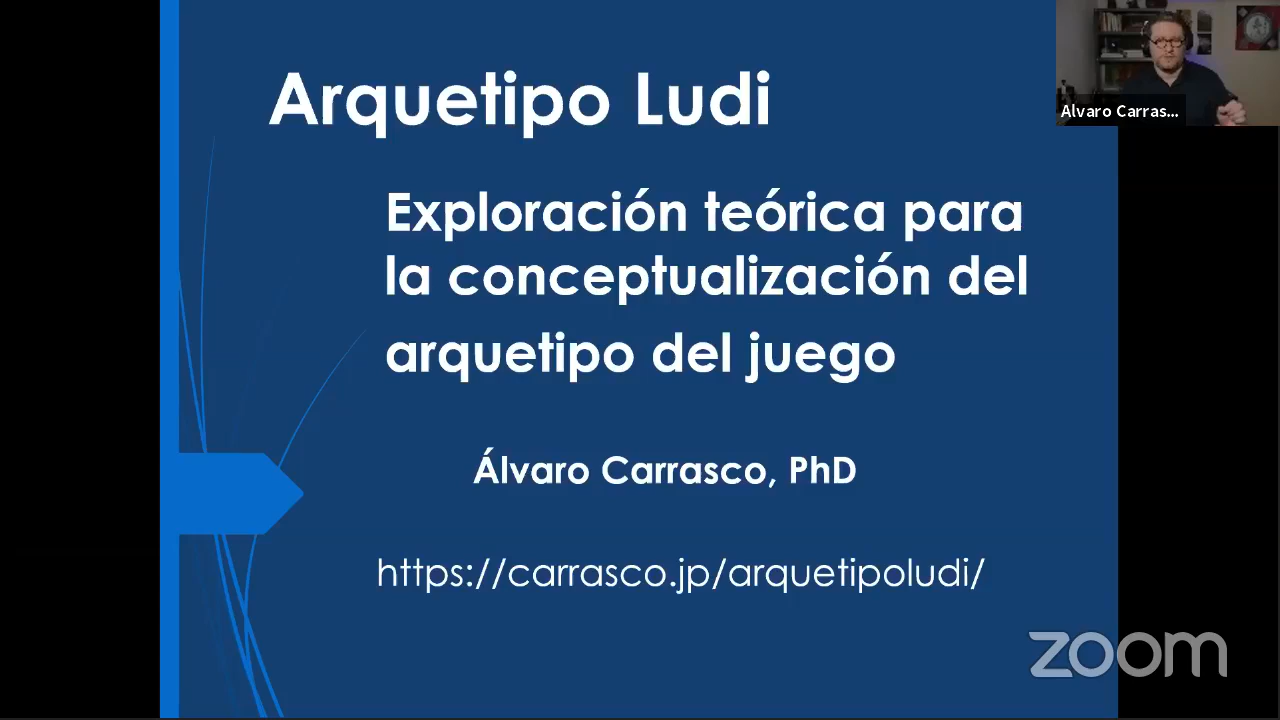 Arquetipo Ludi
Alvaro Carras...
Exploración teórica para
la conceptualización del
arquetipo del juego
Álvaro Carrasco, PhD
https://carrasco.jp/arquetipoludi/
zoom